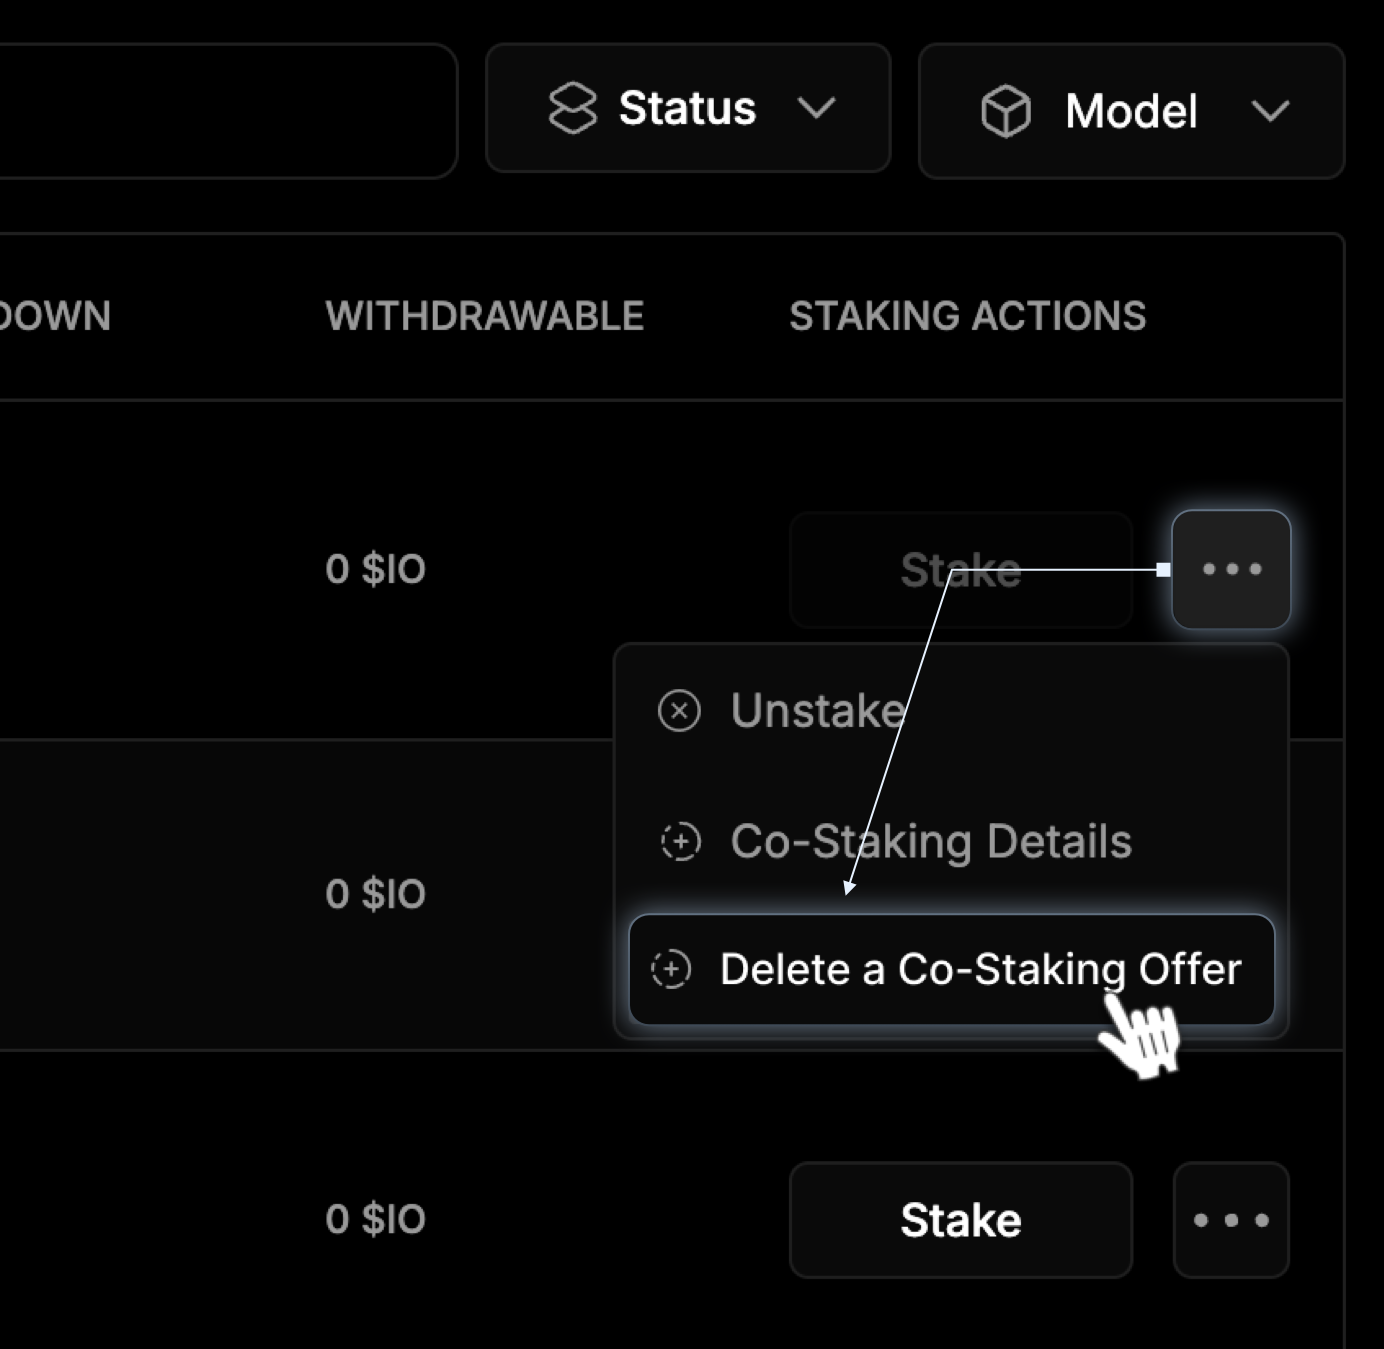 Status
Model
DOWN
WITHDRAWABLE
STAKING ACTIONS
0 $IO
Stake
Unstake
Co-Staking Details
0 $IO
Delete a Co-Staking Offer
0 $IO
Stake